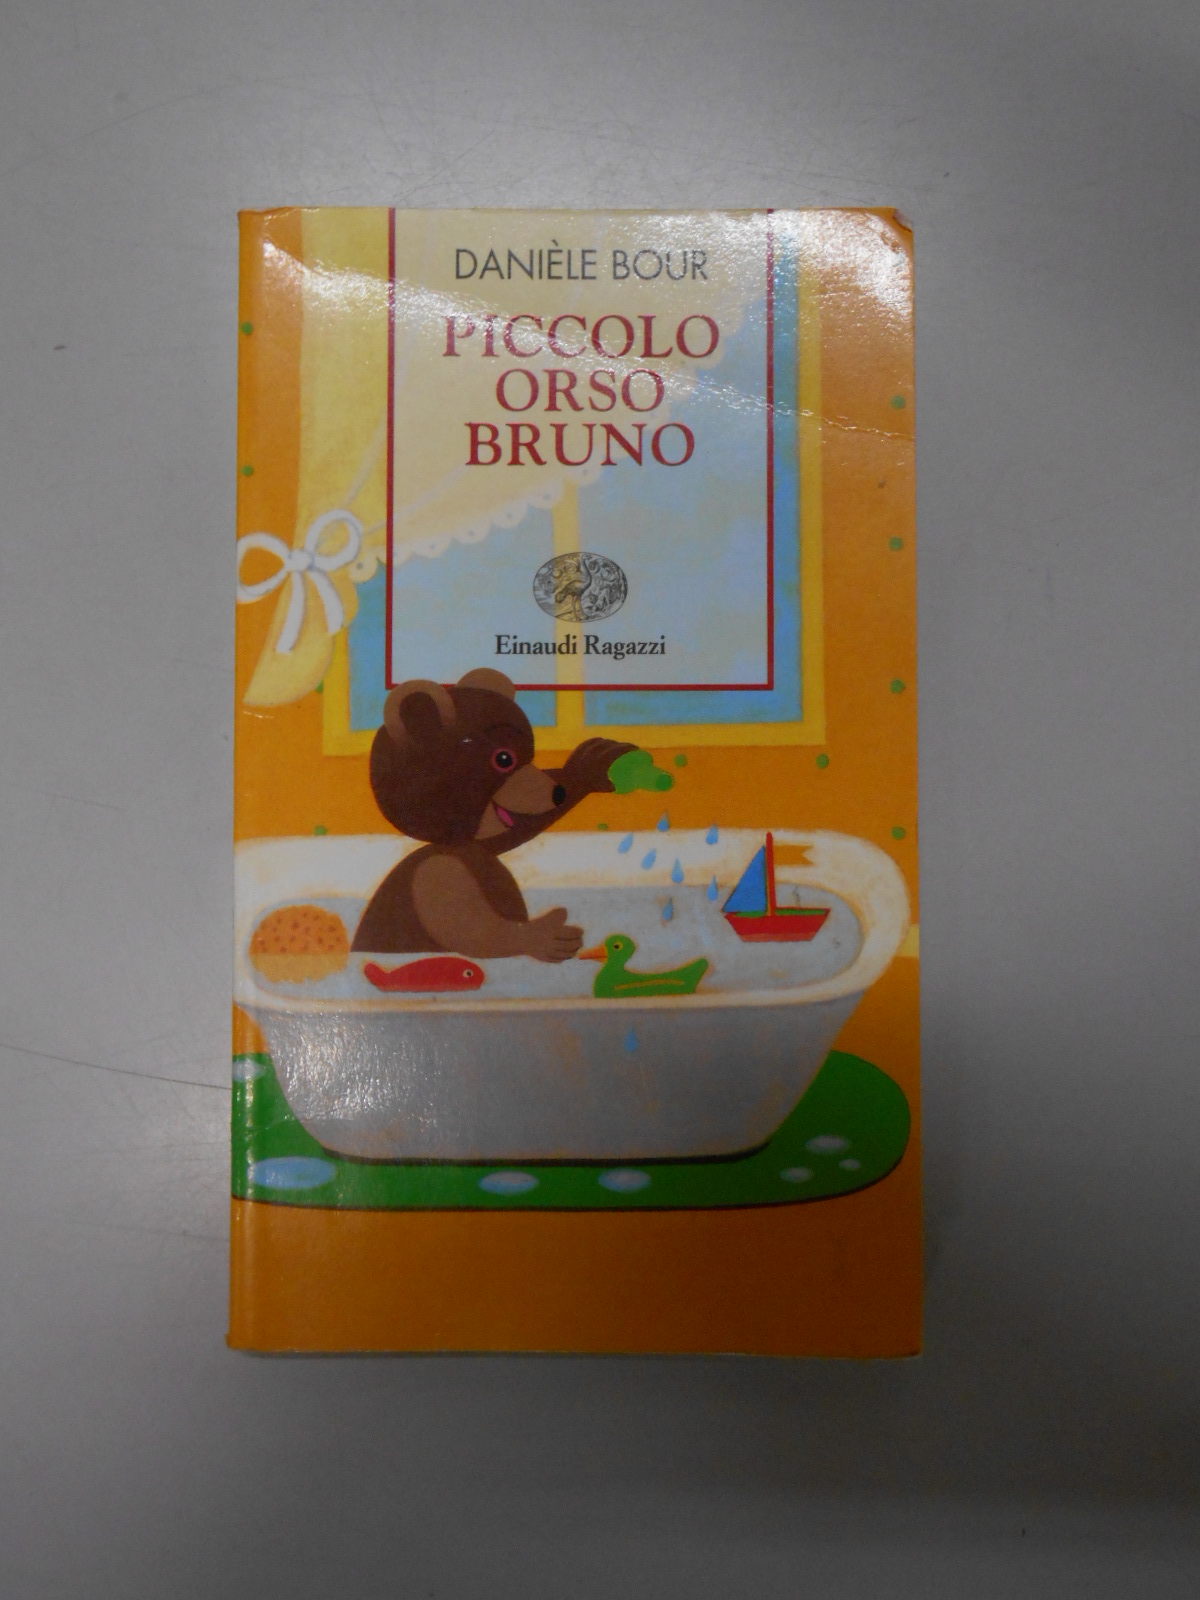 DANIÈLE BOUR
PICCOLO
ORSO
BRUNO
Einaudi Ragazzi